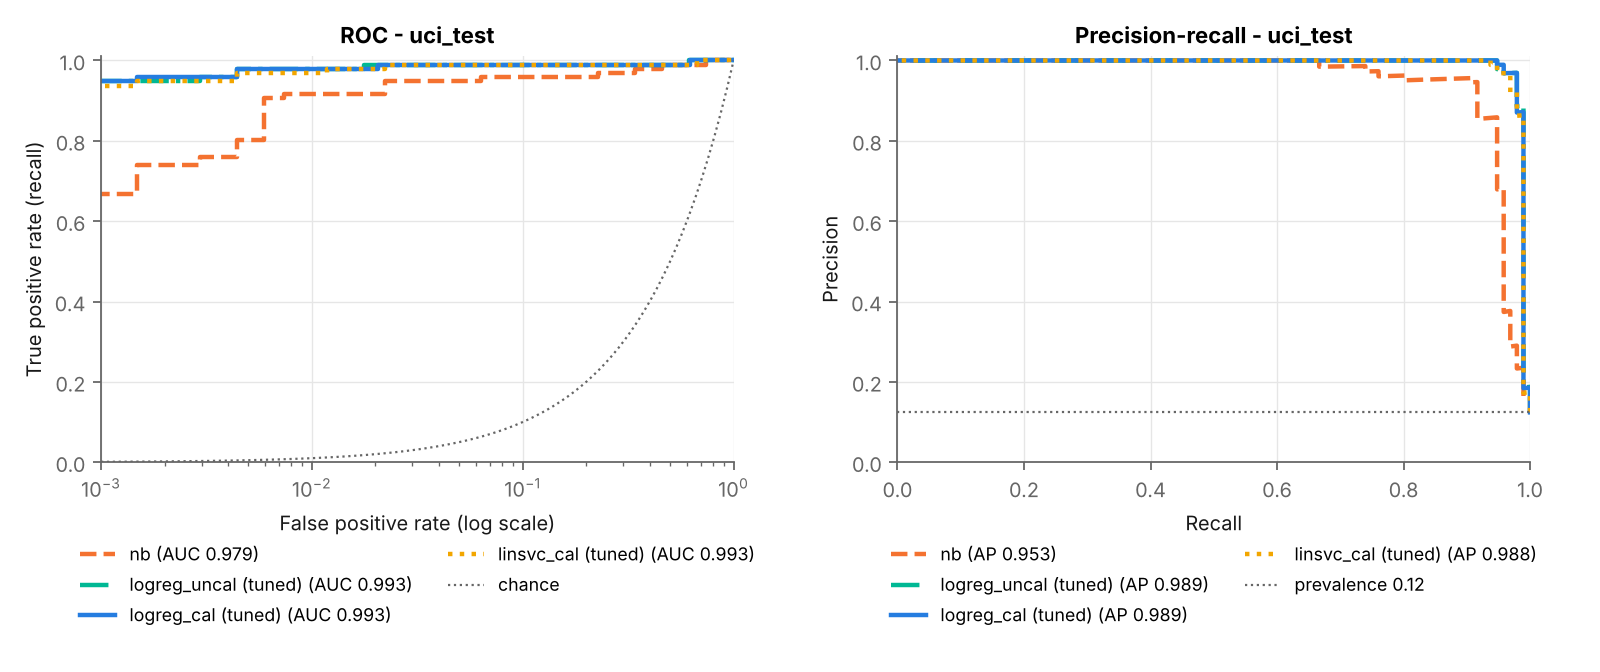 ROC - uci_test
True positive rate (recall)
1.0
0.8
0.6
0.4
0.2
0.0
10⁻³
10⁻²
10⁻¹
10⁰
False positive rate (log scale)
nb (AUC 0.979)
logreg_uncal (tuned) (AUC 0.993)
logreg_cal (tuned) (AUC 0.993)
linsvc_cal (tuned) (AUC 0.993)
chance
Precision-recall - uci_test
Precision
1.0
0.8
0.6
0.4
0.2
0.0
0.0
0.2
0.4
0.6
0.8
1.0
Recall
nb (AP 0.953)
logreg_uncal (tuned) (AP 0.989)
logreg_cal (tuned) (AP 0.989)
linsvc_cal (tuned) (AP 0.988)
prevalence 0.12